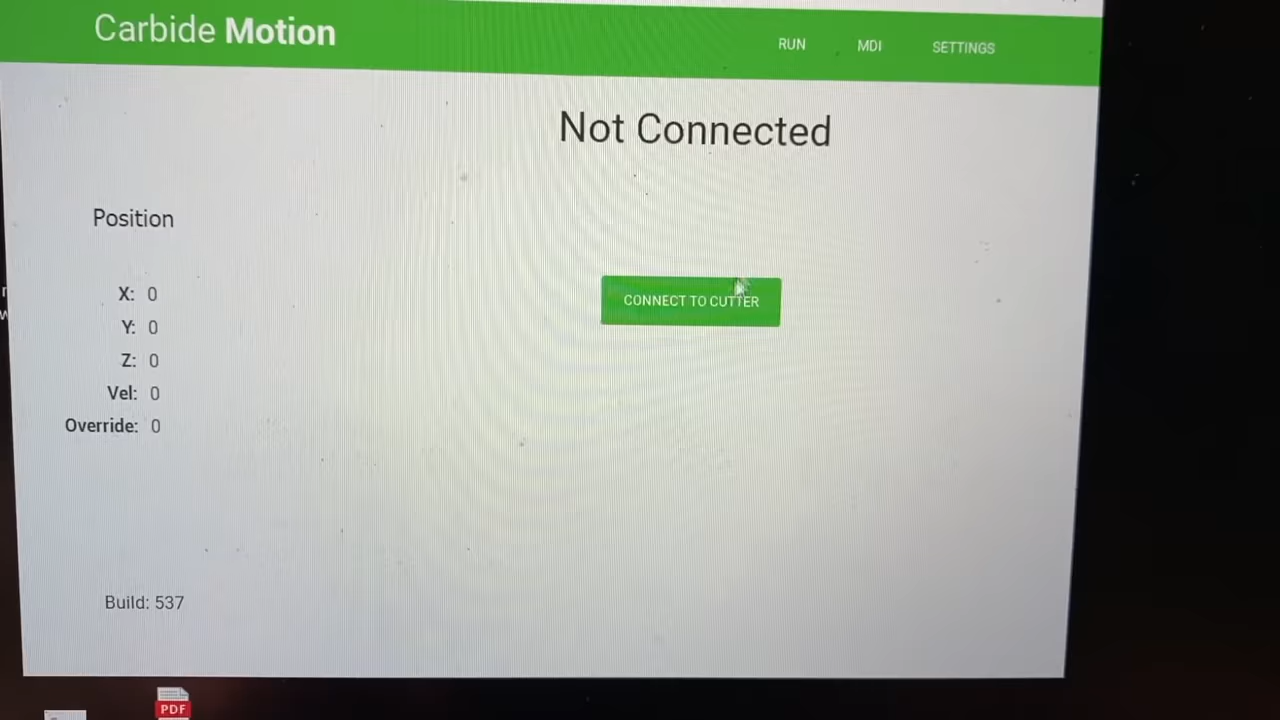 Carbide Motion
RUN
MDI
SETTINGS
Not Connected
Position
CONNECT TO CUTTER
X: 0
Y: 0
Z: 0
Vel: 0
Override: 0
Build: 537
PDF